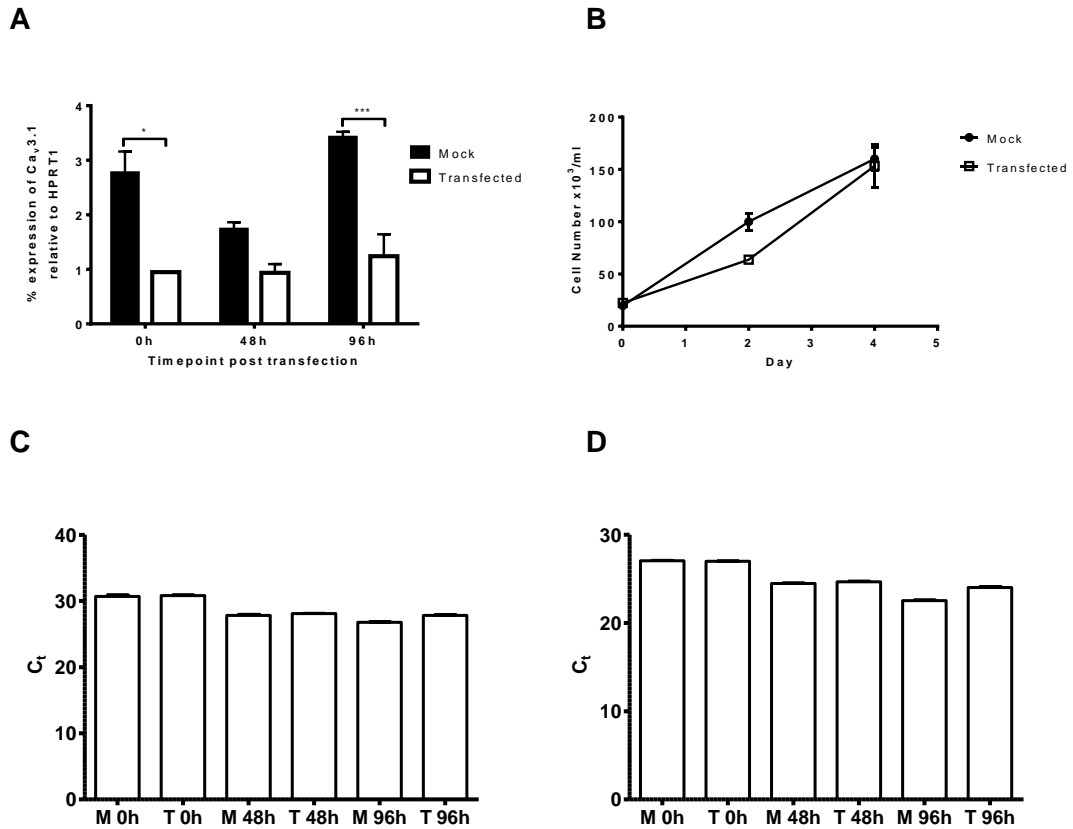 A
% expression of Cav3.1
relative to HPRT1
4
3
2
1
0
*
***
Mock
Transfected
0h
48h
96h
Timepoint post transfection
B
Cell Number x10³/ml
200
150
100
50
0
Mock
Transfected
0
1
2
3
4
5
Day
C
Ct
40
30
20
10
0
M 0h
T 0h
M 48h
T 48h
M 96h
T 96h
D
Ct
30
20
10
0
M 0h
T 0h
M 48h
T 48h
M 96h
T 96h